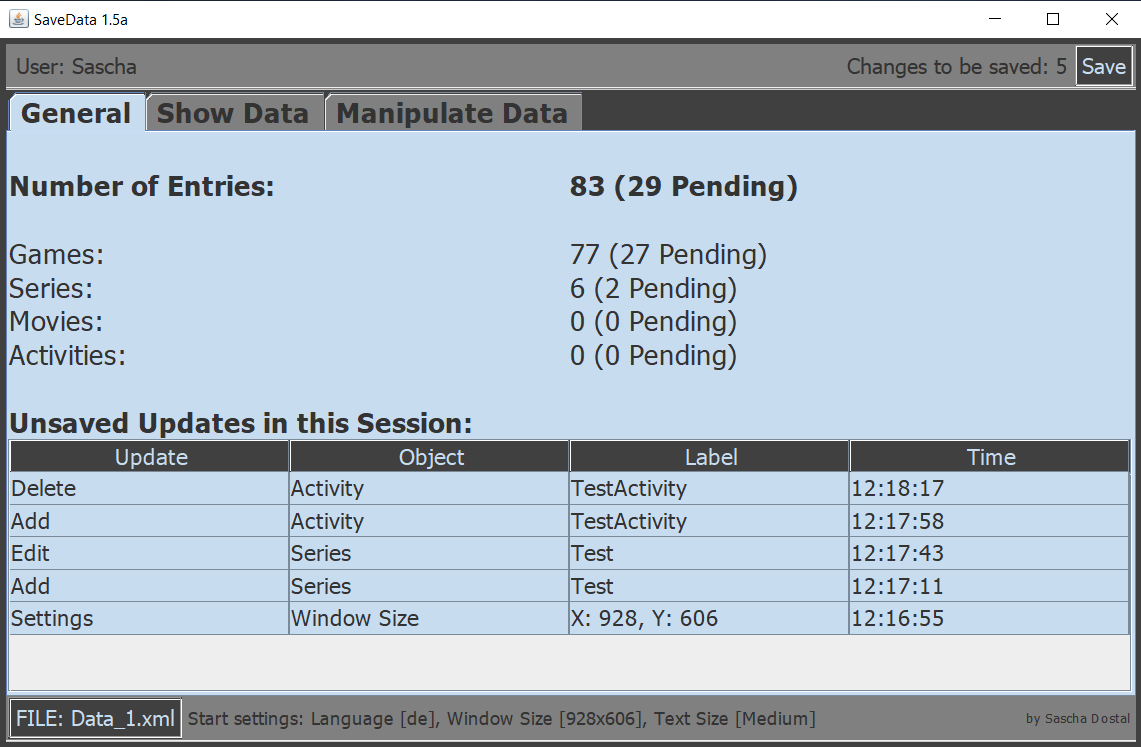 SaveData 1.5a
User: Sascha Changes to be saved: 5 Save
General Show Data Manipulate Data
Number of Entries: 83 (29 Pending)
Games: 77 (27 Pending)
Series: 6 (2 Pending)
Movies: 0 (0 Pending)
Activities: 0 (0 Pending)
Unsaved Updates in this Session:
Update Object Label Time
Delete Activity TestActivity 12:18:17
Add Activity TestActivity 12:17:58
Edit Series Test 12:17:43
Add Series Test 12:17:11
Settings Window Size X: 928, Y: 606 12:16:55
FILE: Data_1.xml Start settings: Language [de], Window Size [928x606], Text Size [Medium] by Sascha Dostal